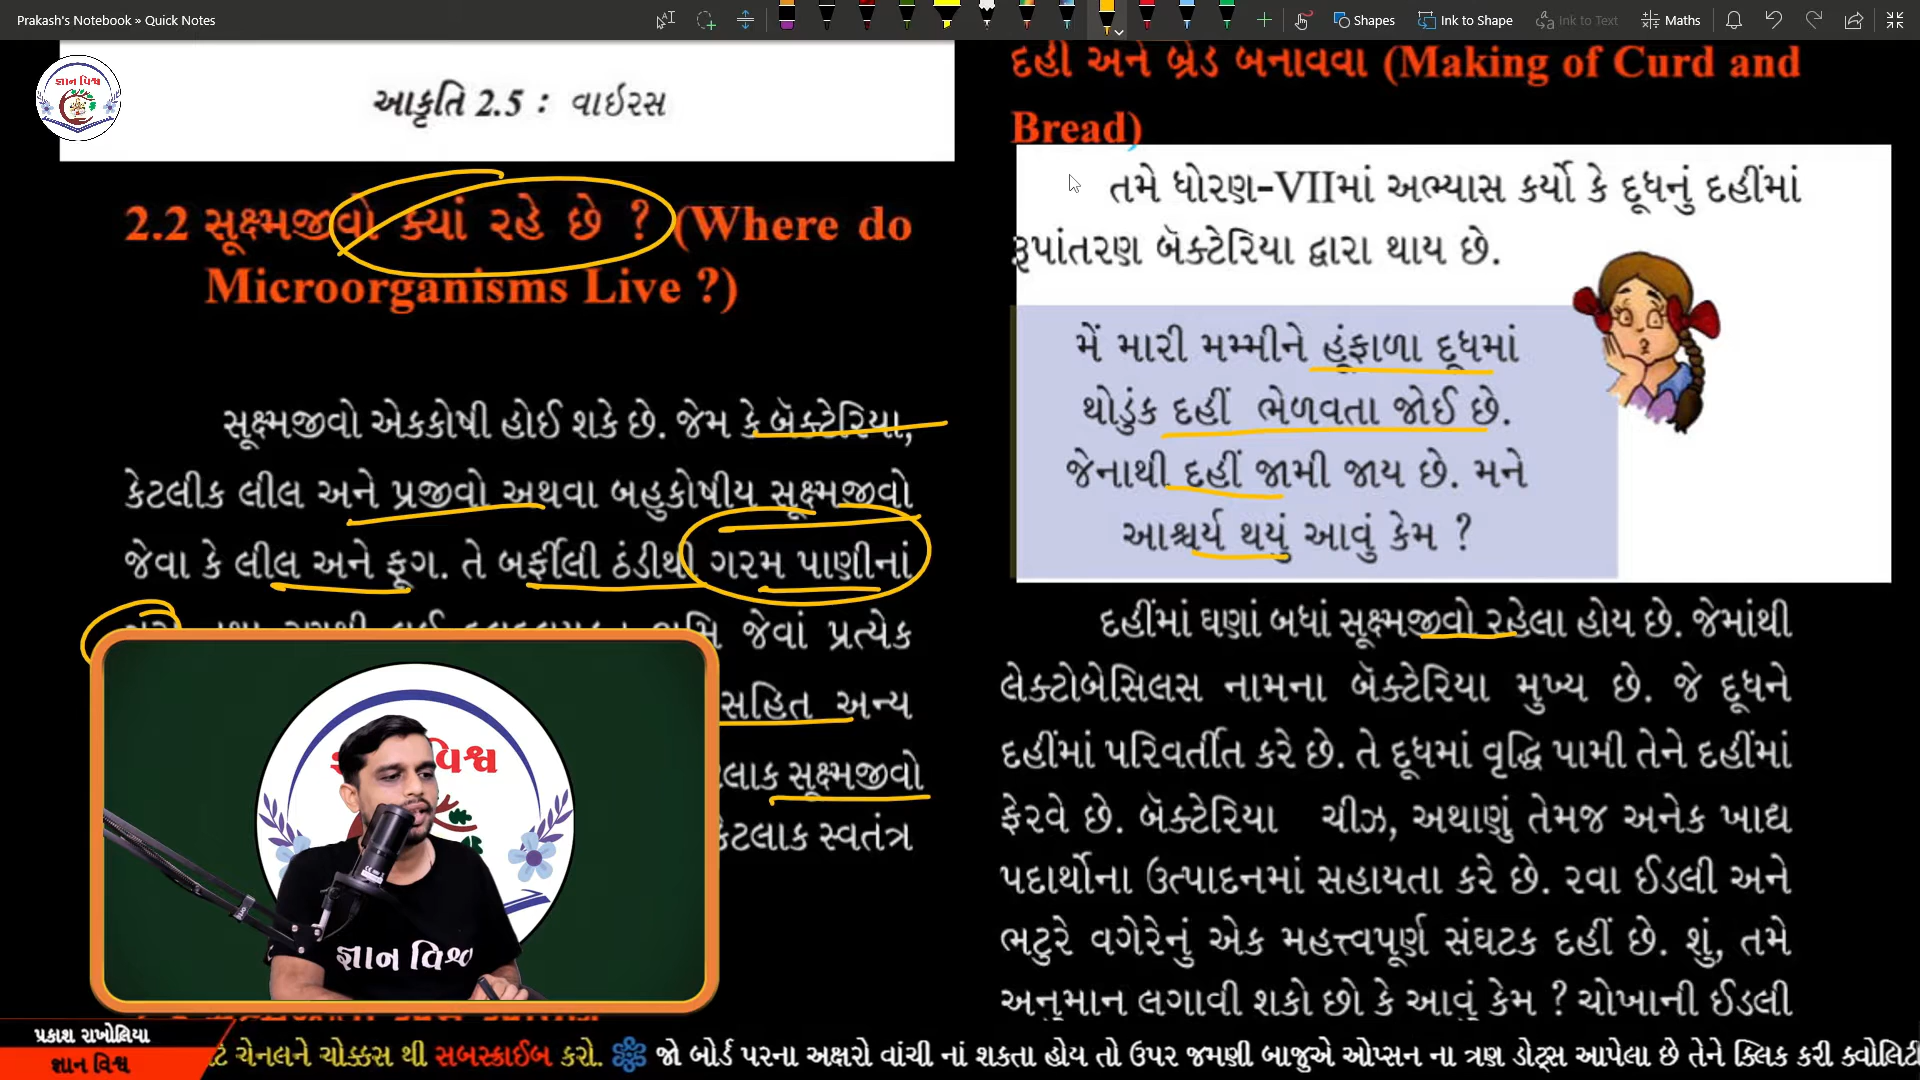 Prakash's Notebook » Quick Notes
Shapes
Ink to Shape
Ink to Text
Maths
જ્ઞાન વિશ્વ
આકૃતિ 2.5 : વાઇરસ
2.2 સૂક્ષ્મજીવો ક્યાં રહે છે ? (Where do
Microorganisms Live ?)
સૂક્ષ્મજીવો એકકોષી હોઈ શકે છે. જેમ કે બૅક્ટેરિયા,
કેટલીક લીલ અને પ્રજીવો અથવા બહુકોષીય સૂક્ષ્મજીવો
જેવા કે લીલ અને ફૂગ. તે બર્ફીલી ઠંડીથી ગરમ પાણીનાં
જેવાં પ્રત્યેક
સહિત અન્ય
સૂક્ષ્મજીવો
કેટલાક સ્વતંત્ર
દહીં અને બ્રેડ બનાવવા (Making of Curd and
Bread)
તમે ધોરણ-VIIમાં અભ્યાસ કર્યો કે દૂધનું દહીંમાં
રૂપાંતરણ બૅક્ટેરિયા દ્વારા થાય છે.
મેં મારી મમ્મીને હૂંફાળા દૂધમાં
થોડુંક દહીં ભેળવતા જોઈ છે.
જેનાથી દહીં જામી જાય છે. મને
આશ્ચર્ય થયું આવું કેમ ?
દહીંમાં ઘણાં બધાં સૂક્ષ્મજીવો રહેલા હોય છે. જેમાંથી
લેક્ટોબેસિલસ નામના બૅક્ટેરિયા મુખ્ય છે. જે દૂધને
દહીંમાં પરિવર્તીત કરે છે. તે દૂધમાં વૃદ્ધિ પામી તેને દહીંમાં
ફેરવે છે. બૅક્ટેરિયા ચીઝ, અથાણું તેમજ અનેક ખાદ્ય
પદાર્થોના ઉત્પાદનમાં સહાયતા કરે છે. રવા ઈડલી અને
ભટુરે વગેરેનું એક મહત્ત્વપૂર્ણ સંઘટક દહીં છે. શું, તમે
અનુમાન લગાવી શકો છો કે આવું કેમ ? ચોખાની ઈડલી
જ્ઞાન વિશ્વ
પ્રકાશ રાખોલિયા
જ્ઞાન વિશ્વ
ચેનલને ચોક્કસ થી સબસ્ક્રાઈબ કરો. જો બોર્ડ પરના અક્ષરો વાંચી નાં શકતા હોય તો ઉપર જમણી બાજુએ ઓપ્સન ના ત્રણ ડોટ્સ આપેલા છે તેને ક્લિક કરી